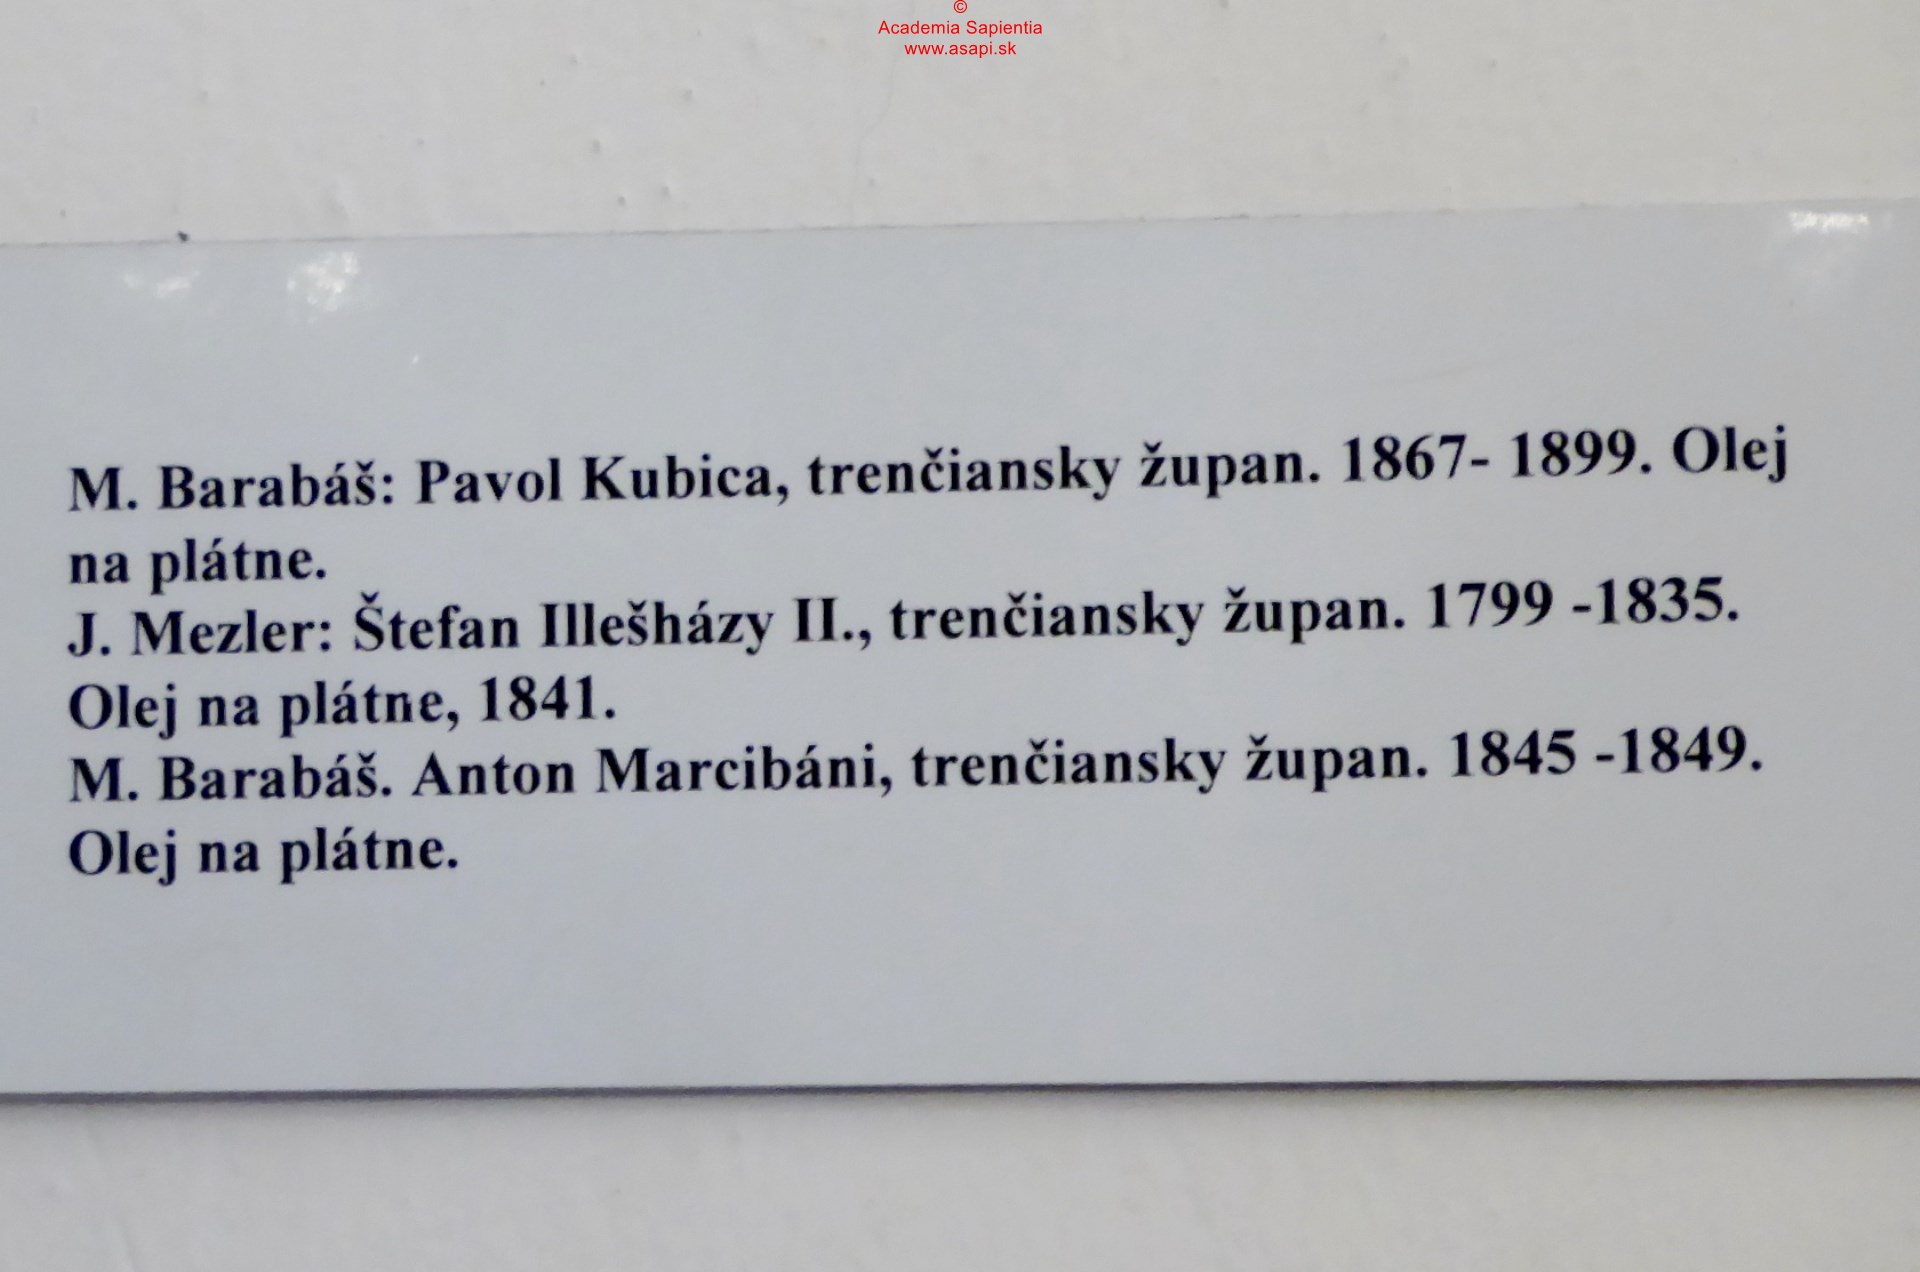 ©
Academia Sapientia
www.asapi.sk
M. Barabáš: Pavol Kubica, trenčiansky župan. 1867- 1899. Olej
na plátne.
J. Mezler: Štefan Illešházy II., trenčiansky župan. 1799 -1835.
Olej na plátne, 1841.
M. Barabáš. Anton Marcibáni, trenčiansky župan. 1845 -1849.
Olej na plátne.